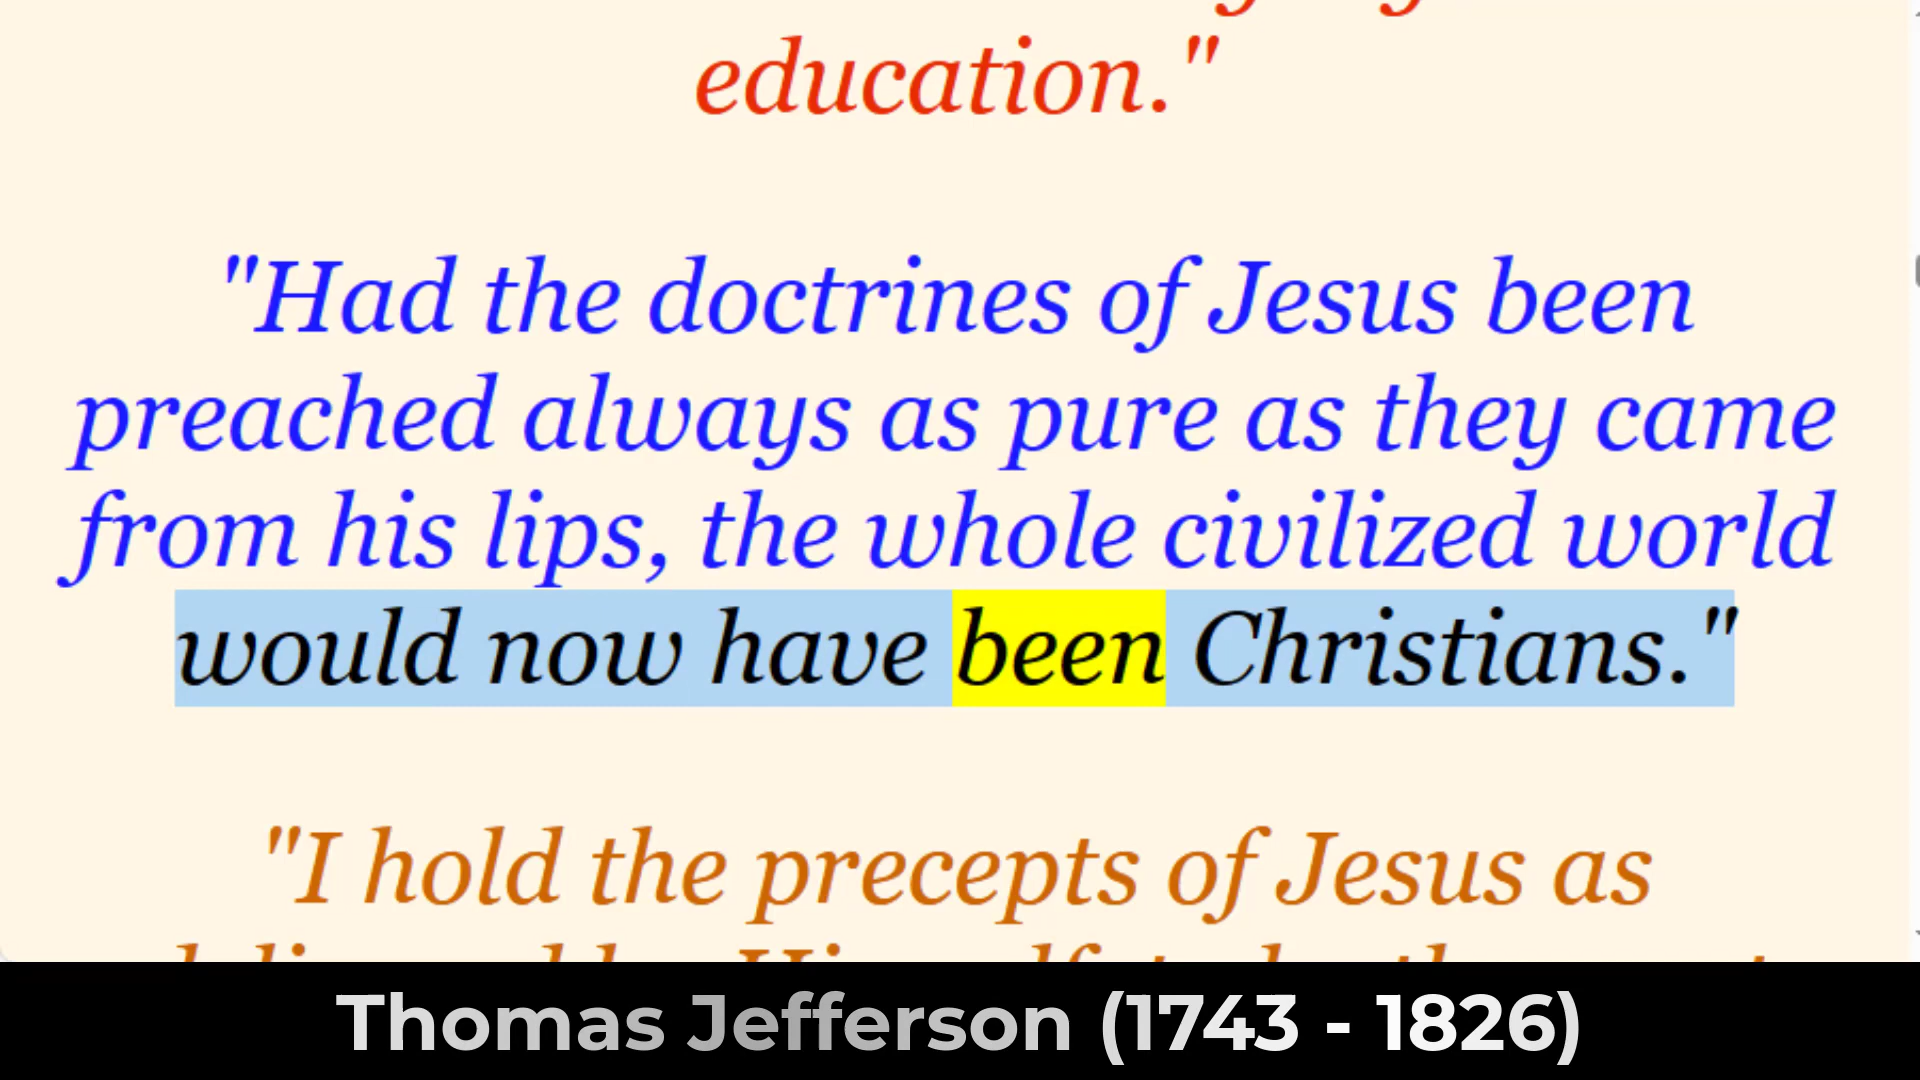 education."
"Had the doctrines of Jesus been
preached always as pure as they came
from his lips, the whole civilized world
would now have been Christians."
"I hold the precepts of Jesus as
Thomas Jefferson (1743 - 1826)